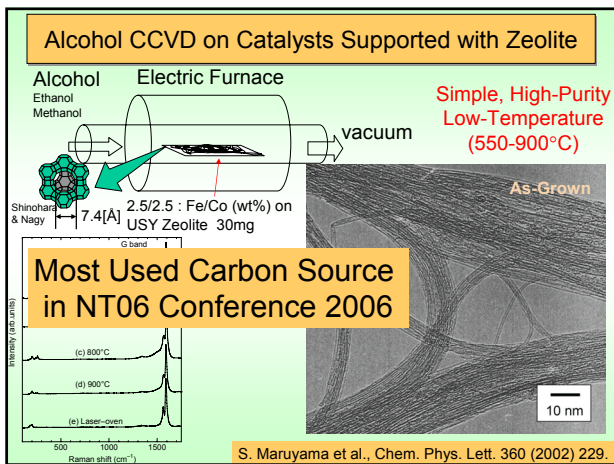 Alcohol CCVD on Catalysts Supported with Zeolite
Alcohol
Ethanol
Methanol
Electric Furnace
vacuum
Simple, High-Purity
Low-Temperature
(550-900°C)
Shinohara
& Nagy
7.4[Å]
2.5/2.5 : Fe/Co (wt%) on
USY Zeolite 30mg
As-Grown
G band
Most Used Carbon Source
in NT06 Conference 2006
Intensity (arb.units)
(c) 800°C
(d) 900°C
(e) Laser–oven
500
1000
1500
Raman shift (cm⁻¹)
10 nm
S. Maruyama et al., Chem. Phys. Lett. 360 (2002) 229.